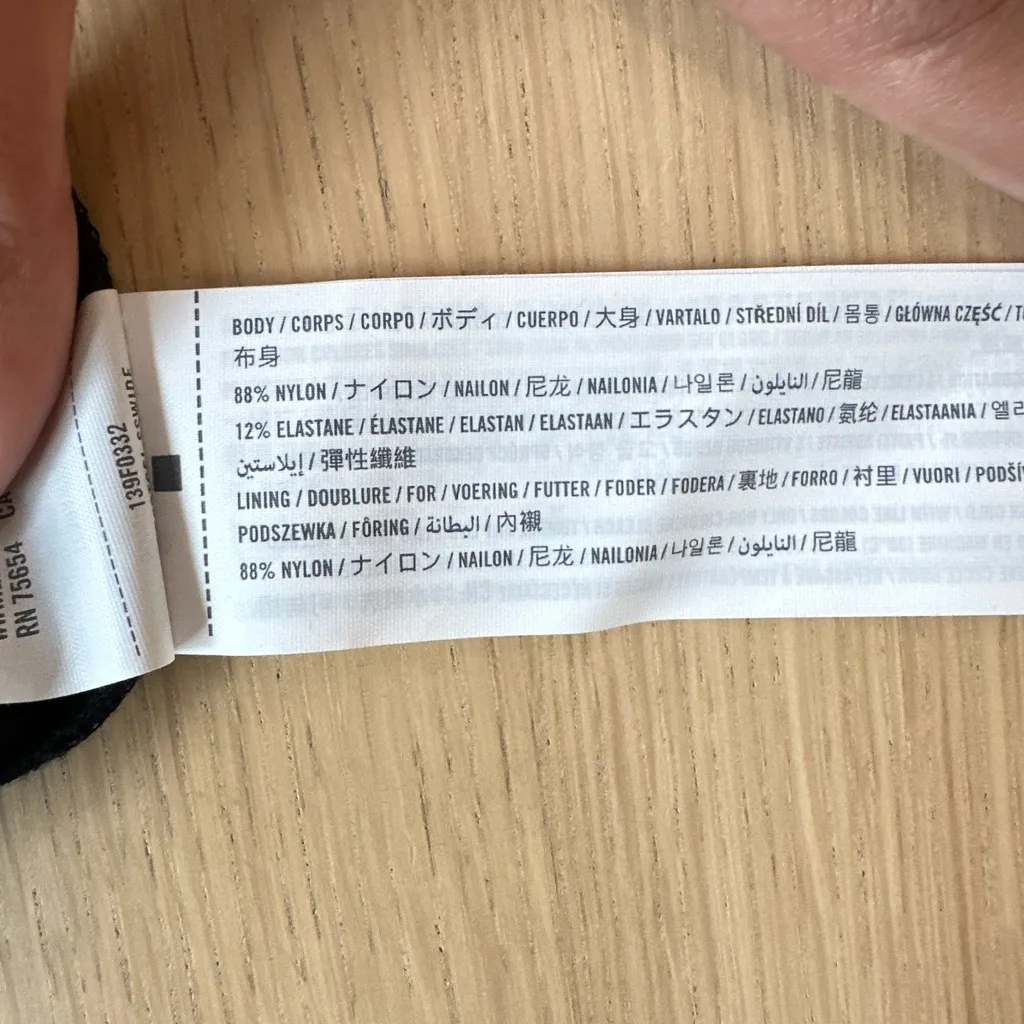 BODY / CORPS / CORPO / ボディ / CUERPO / 大身 / VARTALO / STŘEDNÍ DÍL / 몸통 / GŁÓWNA CZĘŚĆ /
布身
88% NYLON / ナイロン / NAILON / 尼龙 / NAILONIA / 나일론 / النايلون / 尼龍
12% ELASTANE / ÉLASTANE / ELASTAN / ELASTAAN / エラスタン / ELASTANO / 氨纶 / ELASTAANIA /
إيلاستين / 彈性纖維
LINING / DOUBLURE / FOR / VOERING / FUTTER / FODER / FODERA / 裏地 / FORRO / 衬里 / VUORI /
PODSZEWKA / FÔRING / البطانة / 內襯
88% NYLON / ナイロン / NAILON / 尼龙 / NAILONIA / 나일론 / النايلون / 尼龍
139F0332
RN 75654